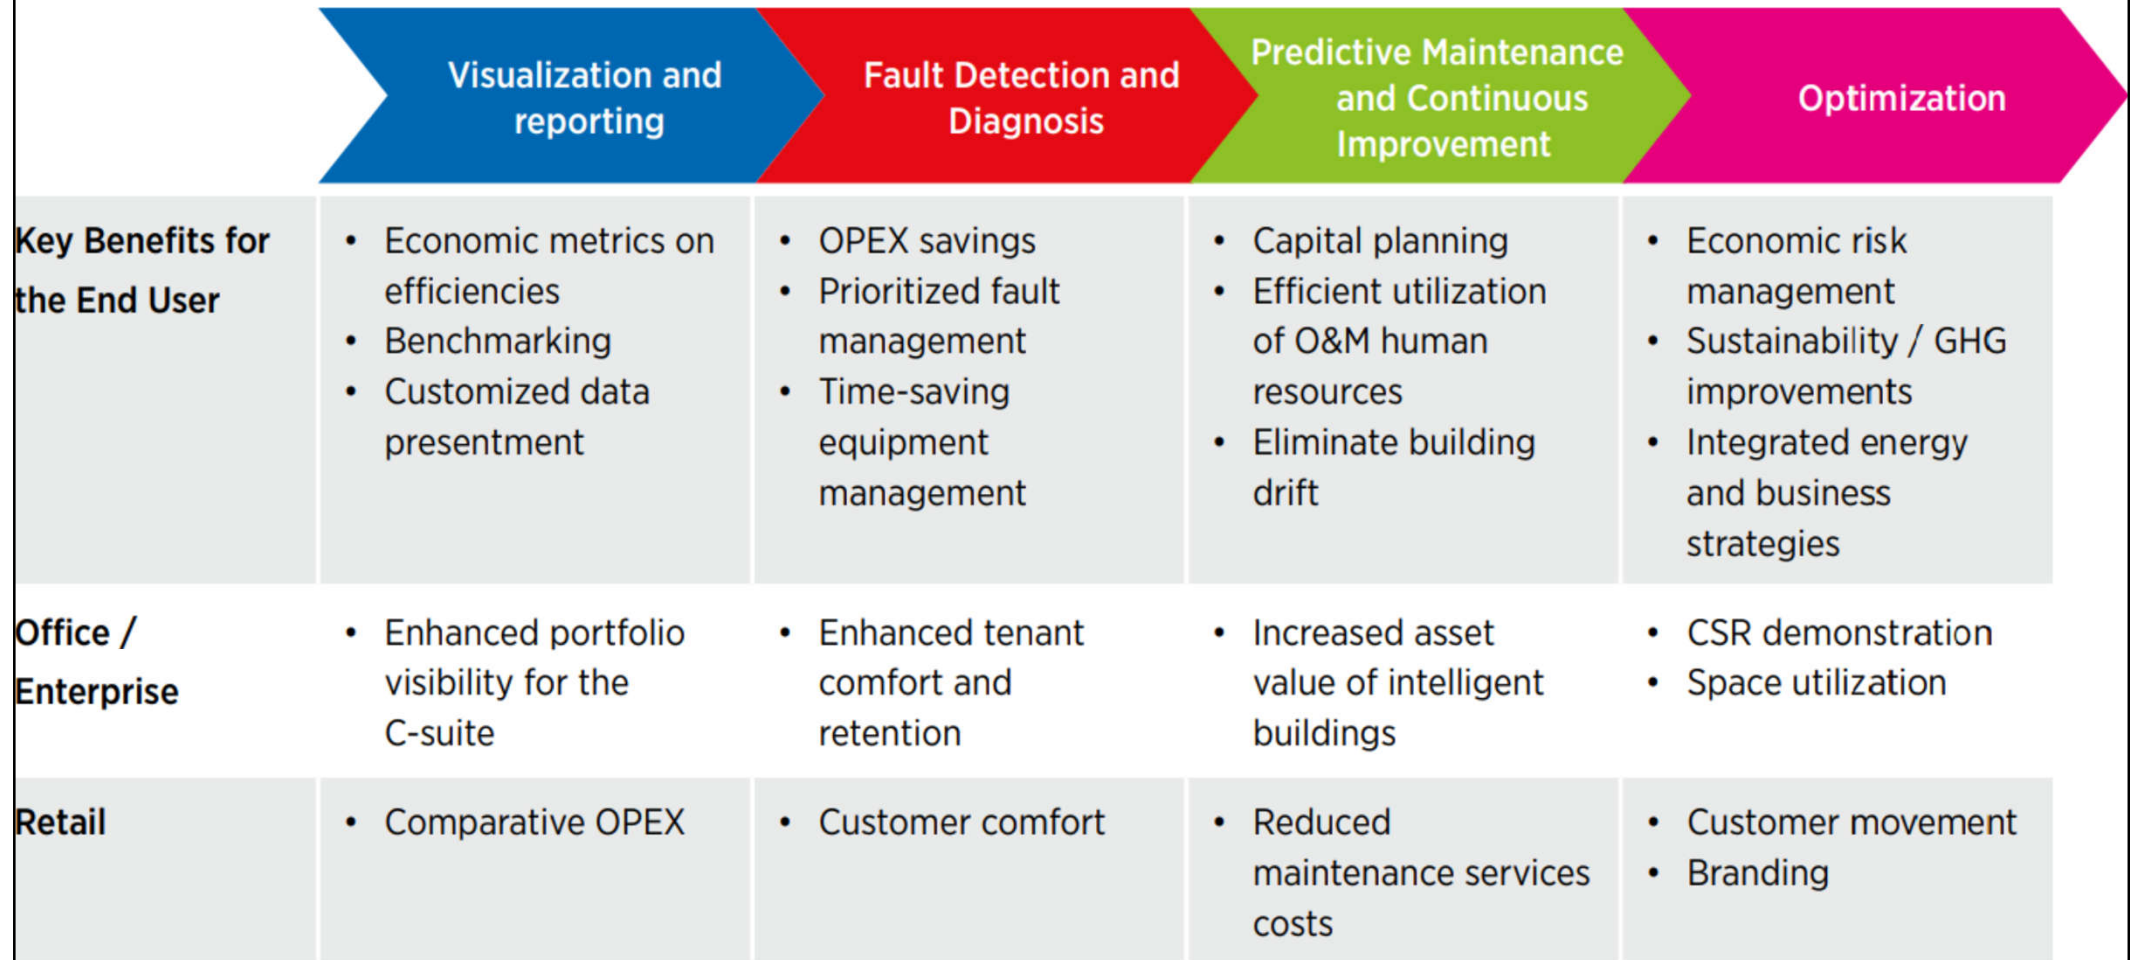 Visualization and
reporting
Fault Detection and
Diagnosis
Predictive Maintenance
and Continuous
Improvement
Optimization
Key Benefits for
the End User
• Economic metrics on
efficiencies
• Benchmarking
• Customized data
presentment
• OPEX savings
• Prioritized fault
management
• Time-saving
equipment
management
• Capital planning
• Efficient utilization
of O&M human
resources
• Eliminate building
drift
• Economic risk
management
• Sustainability / GHG
improvements
• Integrated energy
and business
strategies
Office /
Enterprise
• Enhanced portfolio
visibility for the
C-suite
• Enhanced tenant
comfort and
retention
• Increased asset
value of intelligent
buildings
• CSR demonstration
• Space utilization
Retail
• Comparative OPEX
• Customer comfort
• Reduced
maintenance services
costs
• Customer movement
• Branding